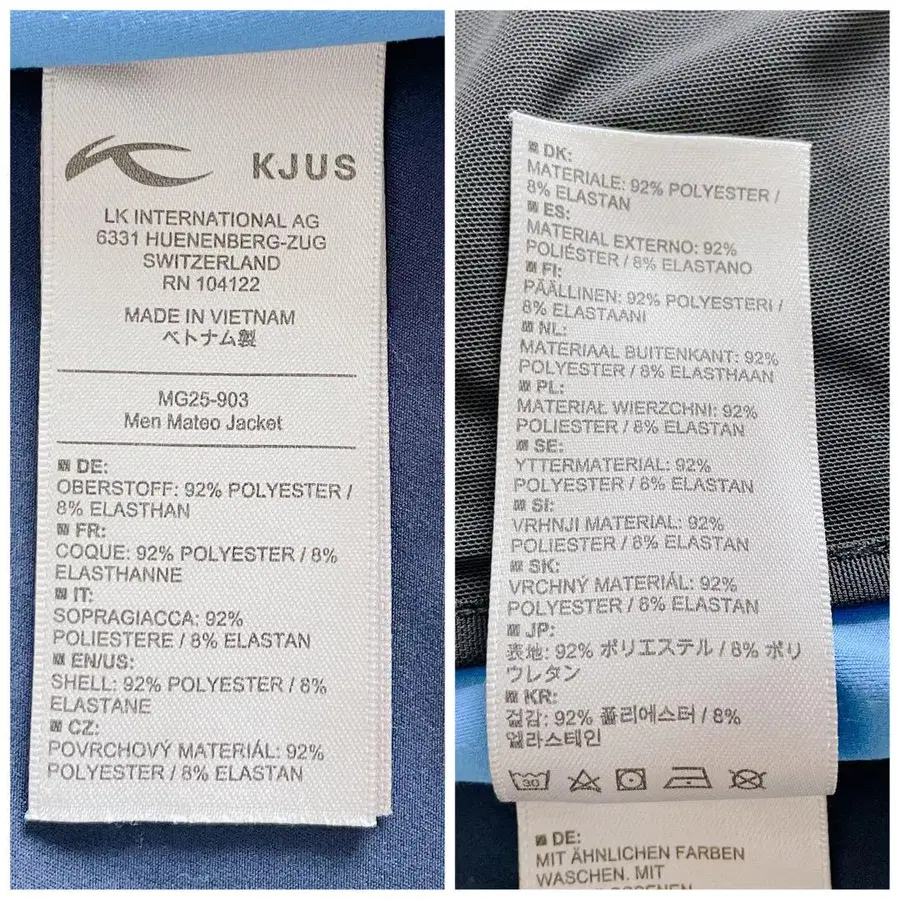 KJUS
LK INTERNATIONAL AG
6331 HUENENBERG-ZUG
SWITZERLAND
RN 104122
MADE IN VIETNAM
ベトナム製
MG25-903
Men Mateo Jacket
DE:
OBERSTOFF: 92% POLYESTER /
8% ELASTHAN
FR:
COQUE: 92% POLYESTER / 8%
ELASTHANNE
IT:
SOPRAGIACCA: 92%
POLIESTERE / 8% ELASTAN
EN/US:
SHELL: 92% POLYESTER / 8%
ELASTANE
CZ:
POVRCHOVÝ MATERIÁL: 92%
POLYESTER / 8% ELASTAN
DK:
MATERIALE: 92% POLYESTER /
8% ELASTAN
ES:
MATERIAL EXTERNO: 92%
POLIÉSTER / 8% ELASTANO
FI:
PÄÄLLINEN: 92% POLYESTERI /
8% ELASTAANI
NL:
MATERIAAL BUITENKANT: 92%
POLYESTER / 8% ELASTHAAN
PL:
MATERIAŁ WIERZCHNI: 92%
POLIESTER / 8% ELASTAN
SE:
YTTERMATERIAL: 92%
POLYESTER / 8% ELASTAN
SI:
VRHNJI MATERIAL: 92%
POLIESTER / 8% ELASTAN
SK:
VRCHNÝ MATERIÁL: 92%
POLYESTER / 8% ELASTAN
JP:
表地: 92% ポリエステル / 8% ポリ
ウレタン
KR:
겉감: 92% 폴리에스터 / 8%
엘라스테인
30
DE:
MIT ÄHNLICHEN FARBEN
WASCHEN. MIT